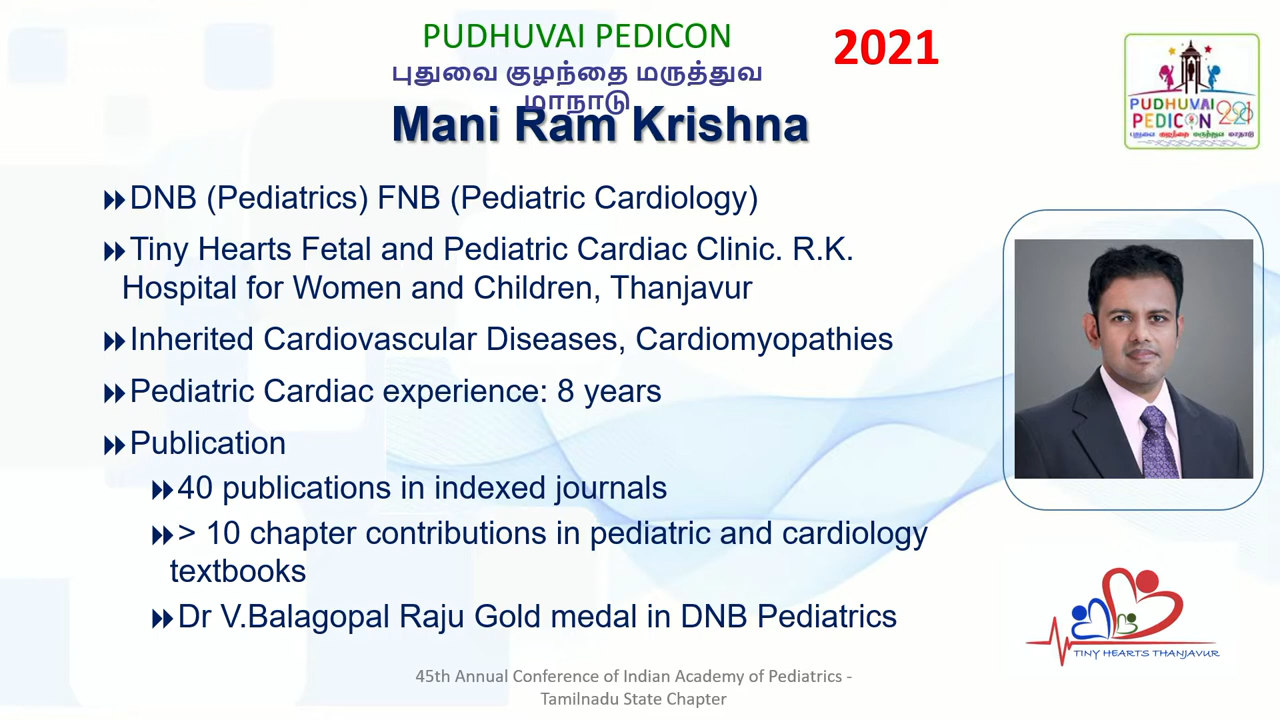 PUDHUVAI PEDICON
2021
புதுவை குழந்தை மருத்துவ
மாநாடு
Mani Ram Krishna
PUDHUVAI
PEDICON 2021
புதுவை குழந்தை மருத்துவ மாநாடு
DNB (Pediatrics) FNB (Pediatric Cardiology)
Tiny Hearts Fetal and Pediatric Cardiac Clinic. R.K.
Hospital for Women and Children, Thanjavur
Inherited Cardiovascular Diseases, Cardiomyopathies
Pediatric Cardiac experience: 8 years
Publication
40 publications in indexed journals
> 10 chapter contributions in pediatric and cardiology
textbooks
Dr V.Balagopal Raju Gold medal in DNB Pediatrics
TINY HEARTS THANJAVUR
45th Annual Conference of Indian Academy of Pediatrics -
Tamilnadu State Chapter